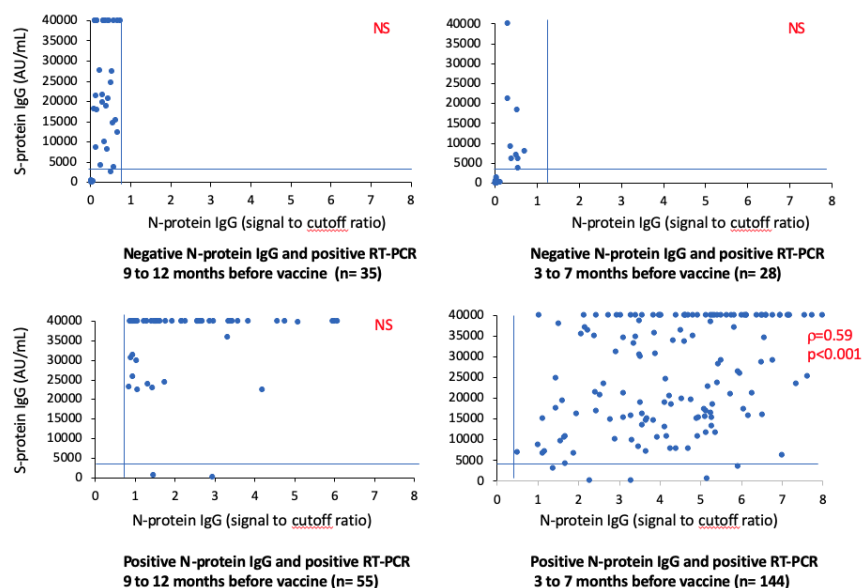 40000
35000
30000
25000
20000
15000
10000
5000
0
S-protein IgG (AU/mL)
NS
0 1 2 3 4 5 6 7 8
N-protein IgG (signal to cutoff ratio)
Negative N-protein IgG and positive RT-PCR
9 to 12 months before vaccine (n= 35)
40000
35000
30000
25000
20000
15000
10000
5000
0
S-protein IgG (AU/mL)
NS
0 1 2 3 4 5 6 7 8
N-protein IgG (signal to cutoff ratio)
Negative N-protein IgG and positive RT-PCR
3 to 7 months before vaccine (n= 28)
40000
35000
30000
25000
20000
15000
10000
5000
0
S-protein IgG (AU/mL)
NS
0 1 2 3 4 5 6 7 8
N-protein IgG (signal to cutoff ratio)
Positive N-protein IgG and positive RT-PCR
9 to 12 months before vaccine (n= 55)
40000
35000
30000
25000
20000
15000
10000
5000
0
ρ=0.59
p<0.001
0 1 2 3 4 5 6 7 8
N-protein IgG (signal to cutoff ratio)
Positive N-protein IgG and positive RT-PCR
3 to 7 months before vaccine (n= 144)